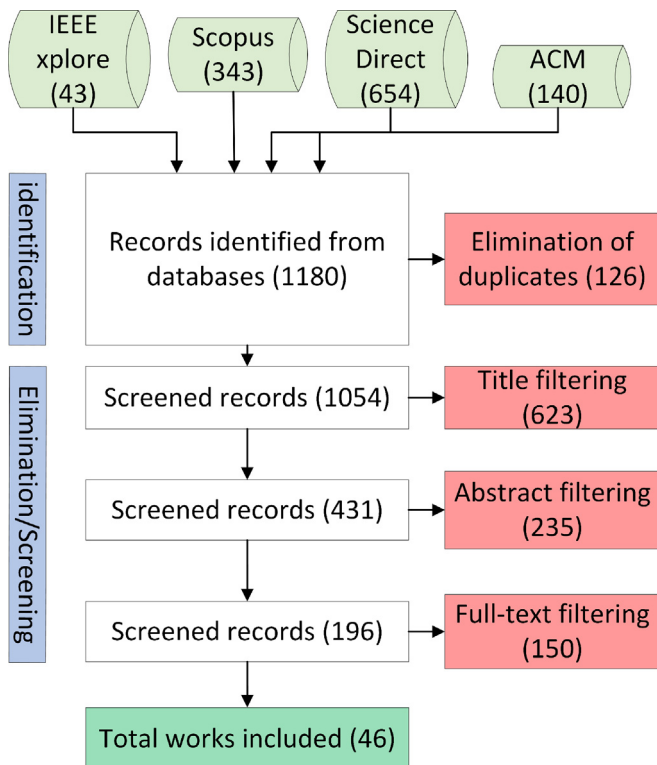 IEEE
xplore
(43)
Scopus
(343)
Science
Direct
(654)
ACM
(140)
identification
Records identified from
databases (1180)
Elimination of
duplicates (126)
Elimination/Screening
Screened records (1054)
Title filtering
(623)
Screened records (431)
Abstract filtering
(235)
Screened records (196)
Full-text filtering
(150)
Total works included (46)